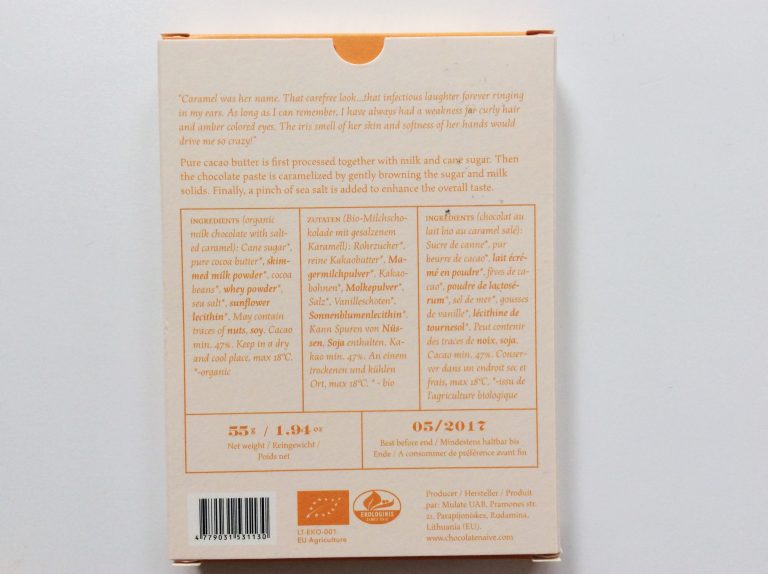 "Caramel was her name. That carefree look...that infectious laughter forever ringing
in my ears. As long as I can remember, I have always had a weakness for curly hair
and amber colored eyes. The iris smell of her skin and softness of her hands would
drive me so crazy!"
Pure cacao butter is first processed together with milk and cane sugar. Then
the chocolate paste is caramelized by gently browning the sugar and milk
solids. Finally, a pinch of sea salt is added to enhance the overall taste.
INGREDIENTS (organic
milk chocolate with salt-
ed caramel): Cane sugar*,
pure cocoa butter*, skim-
med milk powder*, cocoa
beans*, whey powder*,
sea salt*, sunflower
lecithin*. May contain
traces of nuts, soy. Cacao
min. 47%. Keep in a dry
and cool place, max 18°C.
*-organic
ZUTATEN (Bio-Milchscho-
kolade mit gesalzenem
Karamell): Rohrzucker*,
reine Kakaobutter*, Ma-
germilchpulver*, Kakao-
bohnen*, Molkepulver*,
Salz*, Vanilleschoten*,
Sonnenblumenlecithin*.
Kann Spuren von Nüs-
sen, Soja enthalten. Ka-
kao min. 47%. An einem
trockenen und kühlen
Ort, max 18°C. * - bio
INGRÉDIENTS (chocolat au
lait bio au caramel salé):
Sucre de canne*, pur
beurre de cacao*, lait écré-
mé en poudre*, fèves de ca-
cao*, poudre de lactosé-
rum*, sel de mer*, gousses
de vanille*, lécithine de
tournesol*. Peut contenir
des traces de noix, soja.
Cacao min. 47%. Conser-
ver dans un endroit sec et
frais, max 18°C. *-issu de
l'agriculture biologique
55g / 1,94 oz
Net weight / Reingewicht /
Poids net
05/2017
Best before end / Mindestens haltbar bis
Ende / A consommer de préférence avant fin
4 779031 531130
LT-EKO-001
EU Agriculture
EKOLOGINIS
Producer / Hersteller / Produit
par: Mulate UAB, Pramones str.
21, Parapijoniskes, Rudamina,
Lithuania (EU).
www.chocolatenaive.com